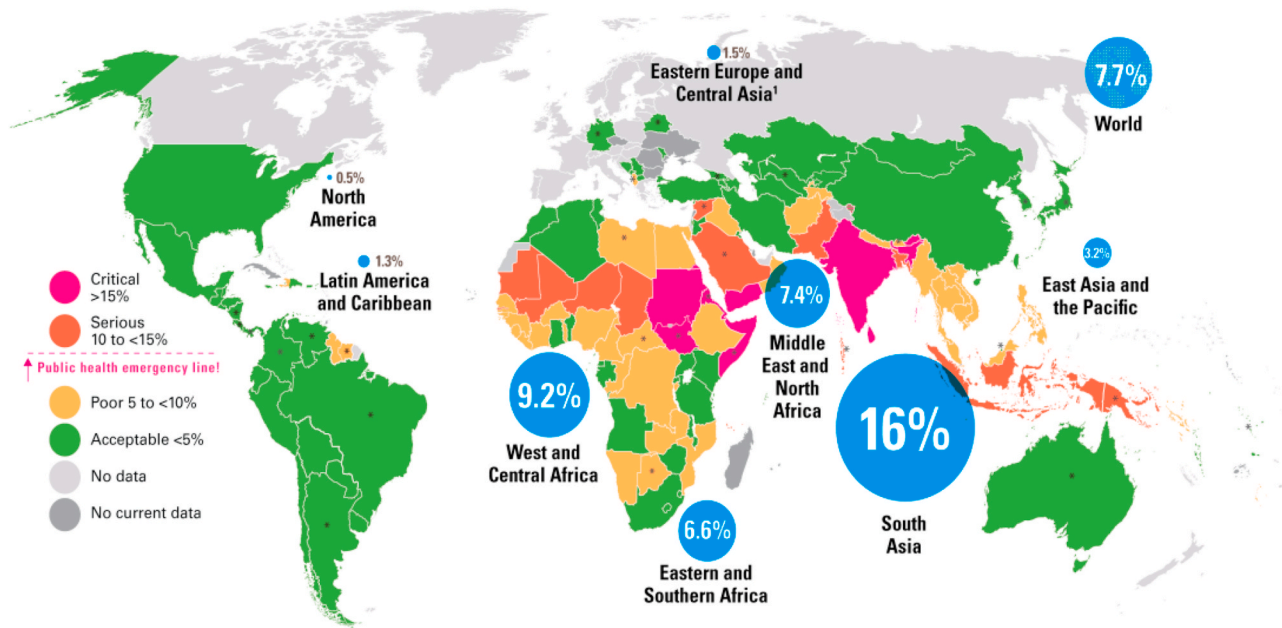 1.5%
Eastern Europe and
Central Asia¹
7.7%
World
0.5%
North
America
1.3%
Latin America
and Caribbean
3.2%
East Asia and
the Pacific
7.4%
Middle
East and
North
Africa
9.2%
West and
Central Africa
16%
South
Asia
6.6%
Eastern and
Southern Africa
Critical
>15%
Serious
10 to <15%
Public health emergency line!
Poor 5 to <10%
Acceptable <5%
No data
No current data